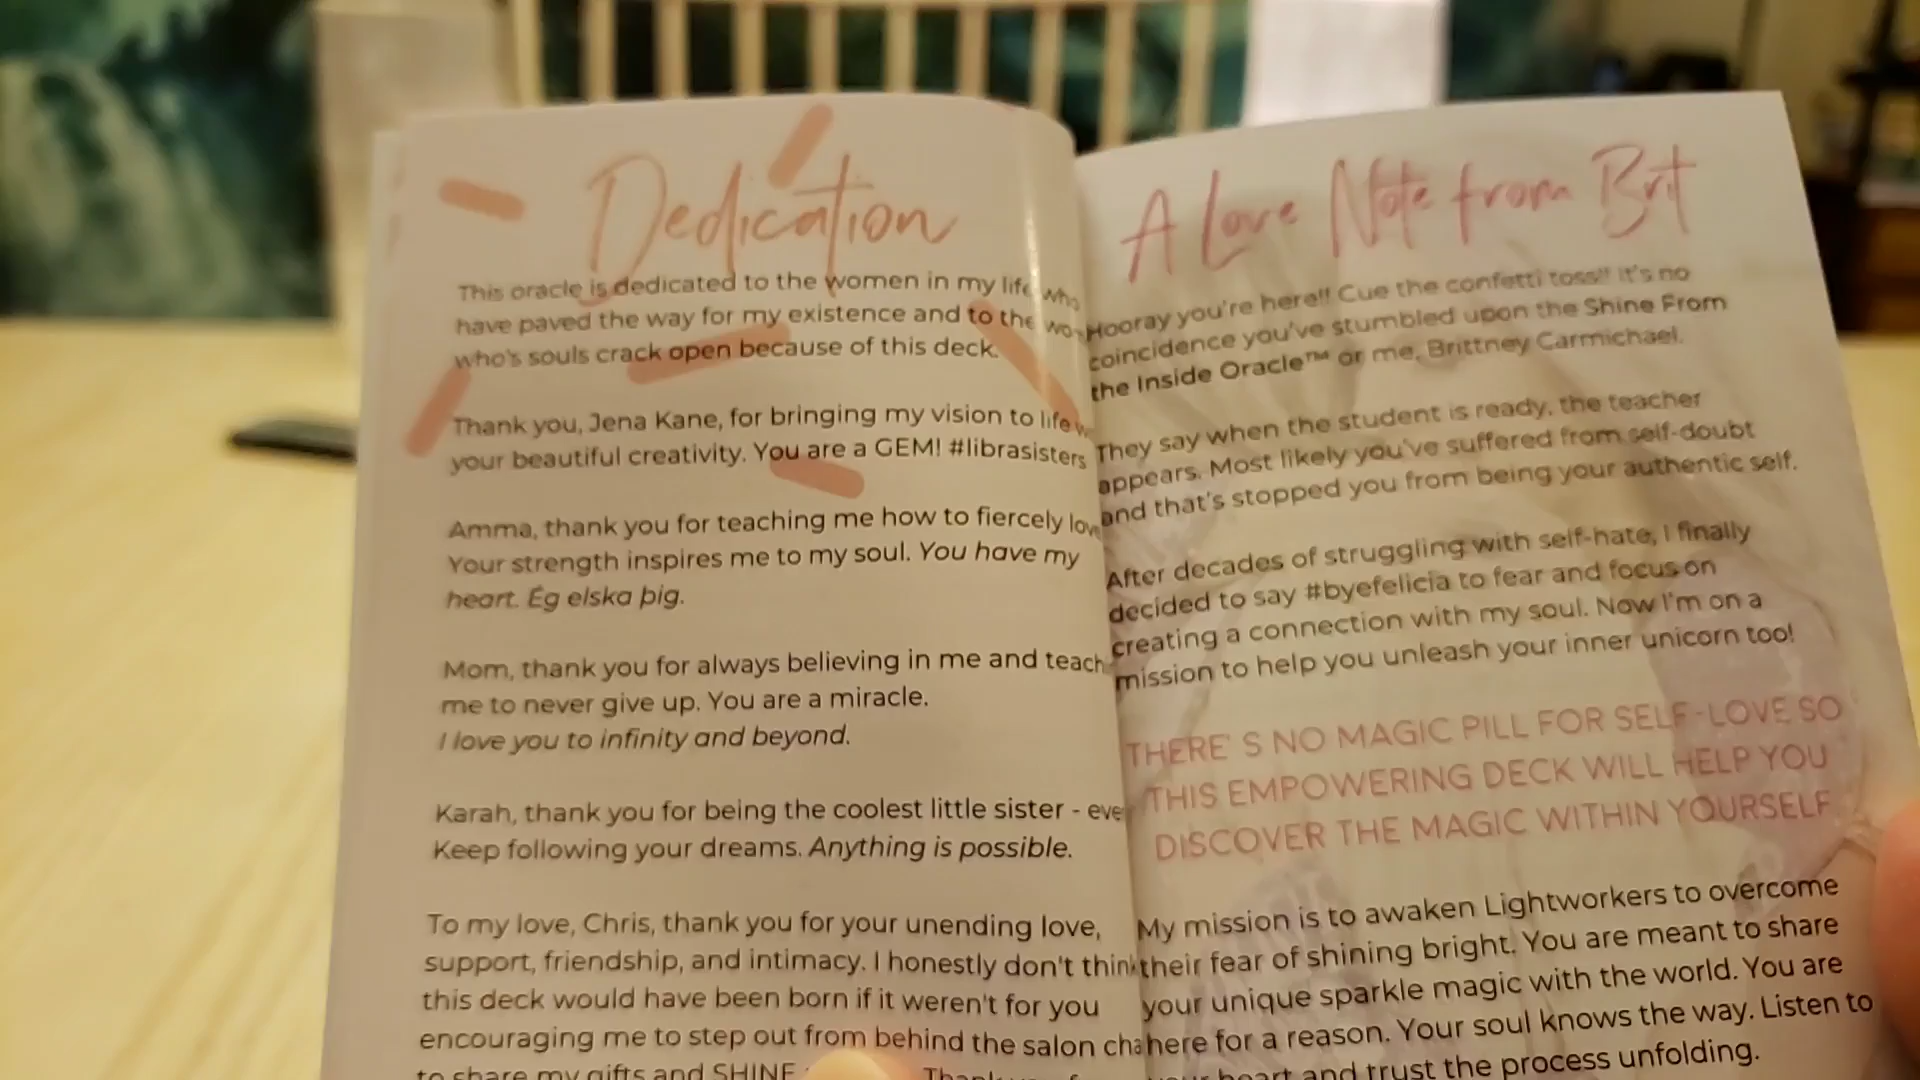 Dedication
This oracle is dedicated to the women in my life who
have paved the way for my existence and to the
who's souls crack open because of this deck.
Thank you, Jena Kane, for bringing my vision to life
your beautiful creativity. You are a GEM! #librasisters
Amma, thank you for teaching me how to fiercely love
Your strength inspires me to my soul. You have my
heart. Ég elska þig.
Mom, thank you for always believing in me and teach
me to never give up. You are a miracle.
I love you to infinity and beyond.
Karah, thank you for being the coolest little sister - ever
Keep following your dreams. Anything is possible.
To my love, Chris, thank you for your unending love,
support, friendship, and intimacy. I honestly don't think
this deck would have been born if it weren't for you
encouraging me to step out from behind the salon cha
to share my gifts and SHINE
A Love Note from Brit
Hooray you're here!! Cue the confetti toss!! It's no
coincidence you've stumbled upon the Shine From
the Inside Oracle™ or me, Brittney Carmichael.
They say when the student is ready, the teacher
appears. Most likely you've suffered from self-doubt
and that's stopped you from being your authentic self.
After decades of struggling with self-hate, I finally
decided to say #byefelicia to fear and focus on
creating a connection with my soul. Now I'm on a
mission to help you unleash your inner unicorn too!
THERE' S NO MAGIC PILL FOR SELF-LOVE SO
THIS EMPOWERING DECK WILL HELP YOU
DISCOVER THE MAGIC WITHIN YOURSELF
My mission is to awaken Lightworkers to overcome
their fear of shining bright. You are meant to share
your unique sparkle magic with the world. You are
here for a reason. Your soul knows the way. Listen to
your heart and trust the process unfolding.